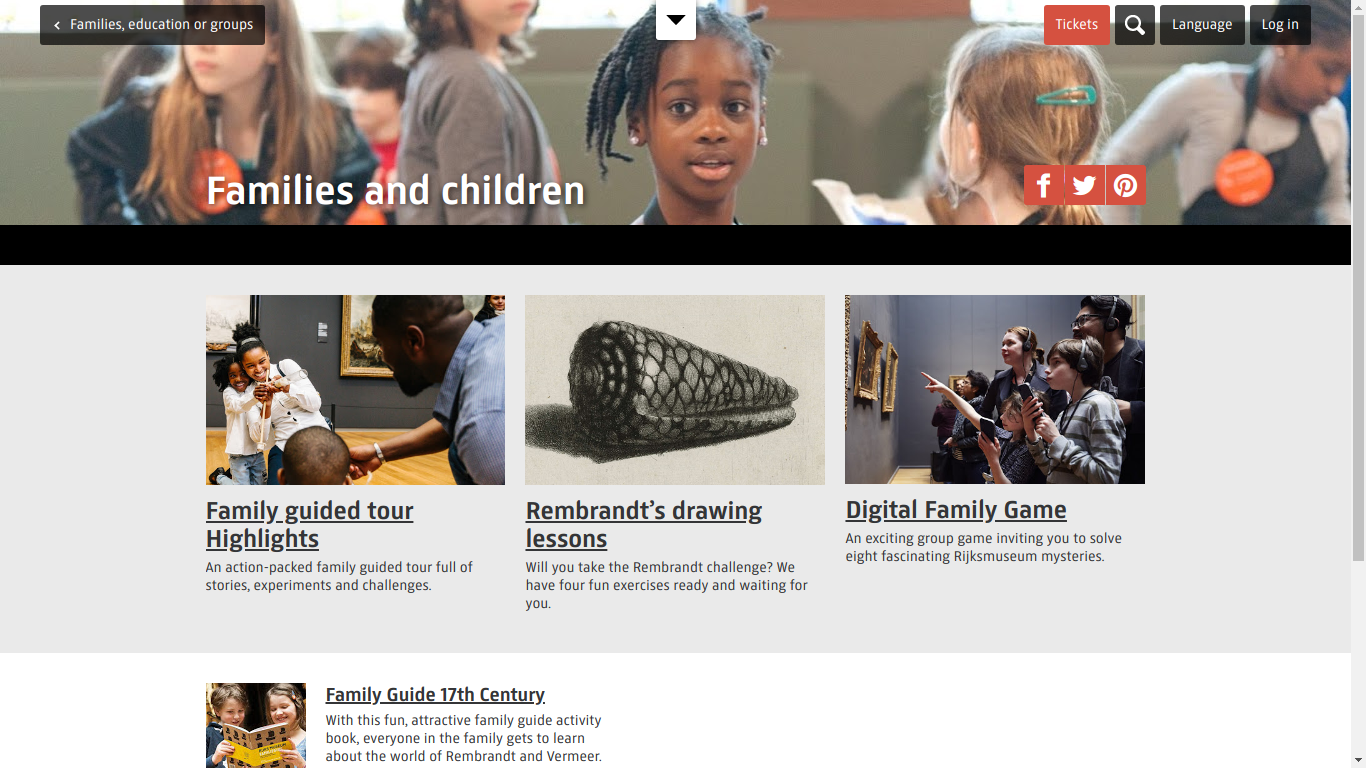 Families, education or groups
Tickets
Language
Log in
Families and children
Family guided tour
Highlights
An action-packed family guided tour full of
stories, experiments and challenges.
Rembrandt’s drawing
lessons
Will you take the Rembrandt challenge? We
have four fun exercises ready and waiting for
you.
Digital Family Game
An exciting group game inviting you to solve
eight fascinating Rijksmuseum mysteries.
Family Guide 17th Century
With this fun, attractive family guide activity
book, everyone in the family gets to learn
about the world of Rembrandt and Vermeer.